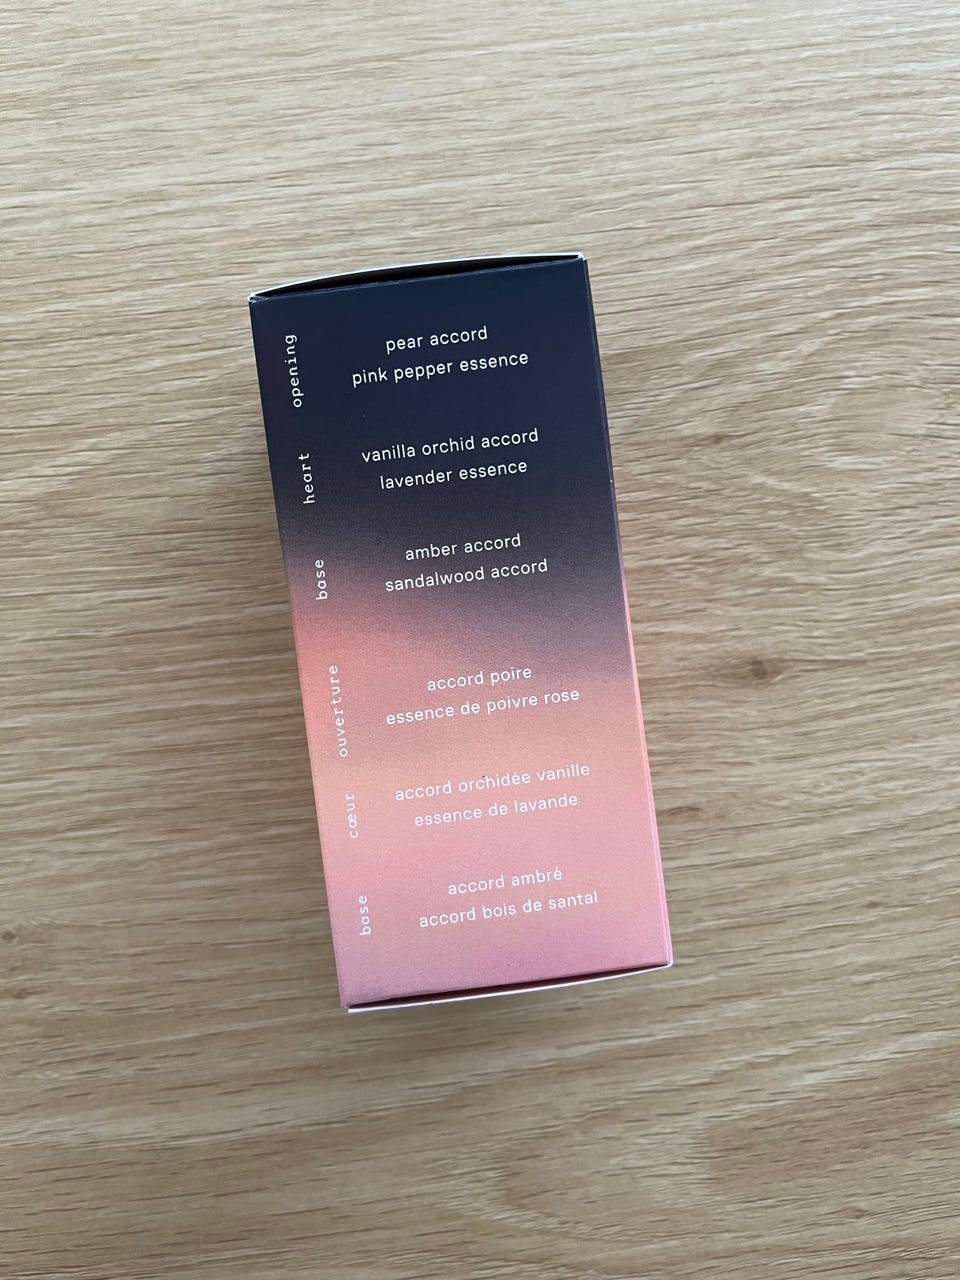 opening
pear accord
pink pepper essence
heart
vanilla orchid accord
lavender essence
base
amber accord
sandalwood accord
ouverture
accord poire
essence de poivre rose
cœur
accord orchidée vanille
essence de lavande
base
accord ambré
accord bois de santal